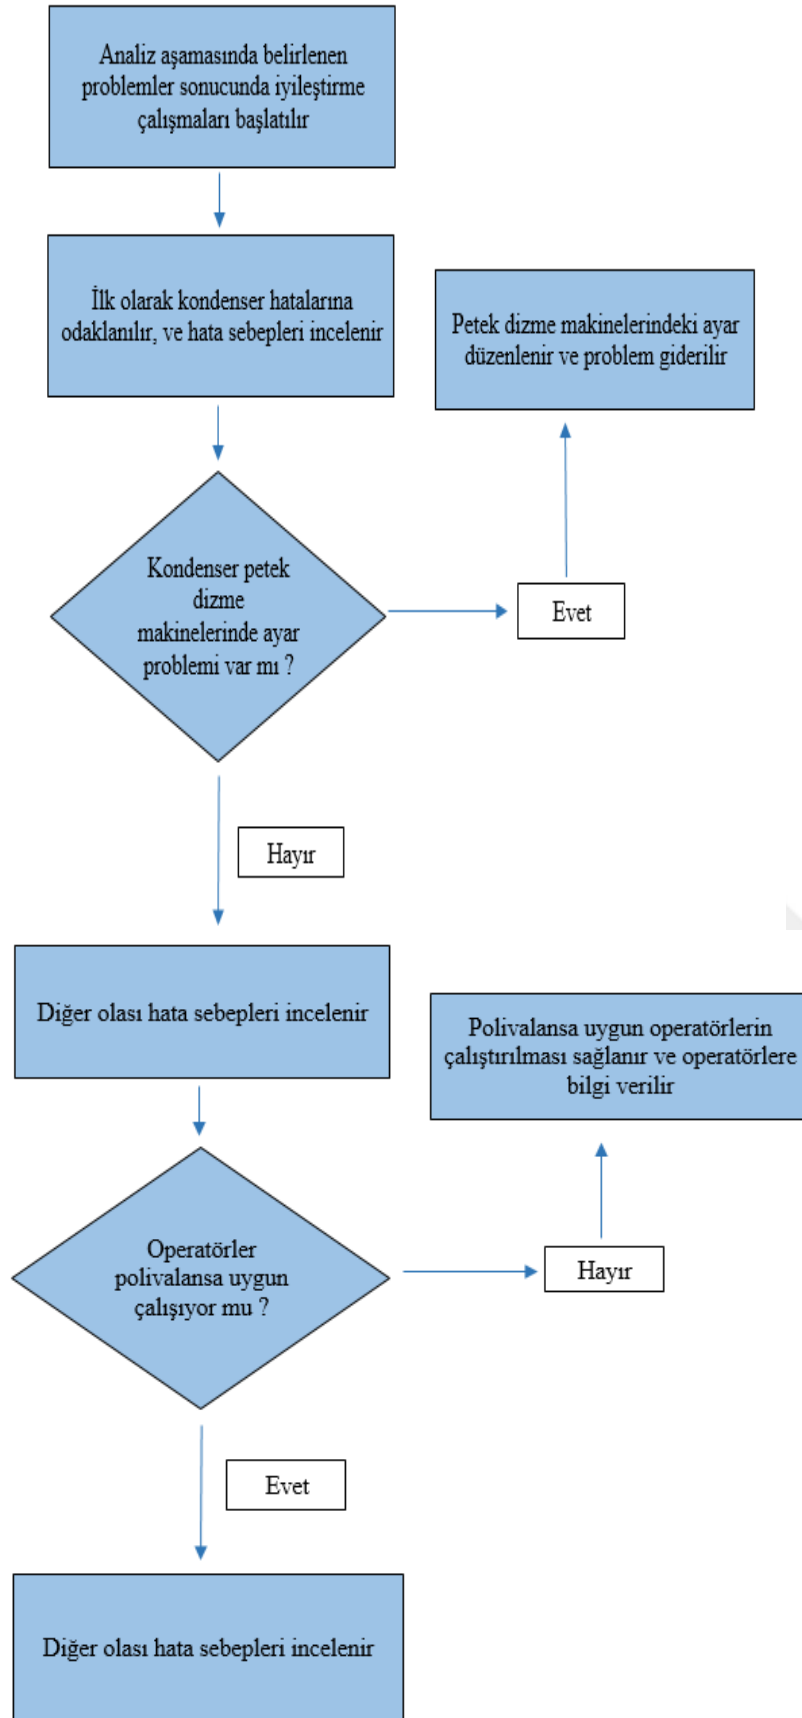 Analiz aşamasında belirlenen
problemler sonucunda iyileştirme
çalışmaları başlatılır
İlk olarak kondenser hatalarına
odaklanılır, ve hata sebepleri incelenir
Petek dizme makinelerindeki ayar
düzenlenir ve problem giderilir
Kondenser petek
dizme
makinelerinde ayar
problemi var mı ?
Evet
Hayır
Diğer olası hata sebepleri incelenir
Polivalansa uygun operatörlerin
çalıştırılması sağlanır ve operatörlere
bilgi verilir
Operatörler
polivalansa uygun
çalışıyor mu ?
Hayır
Evet
Diğer olası hata sebepleri incelenir